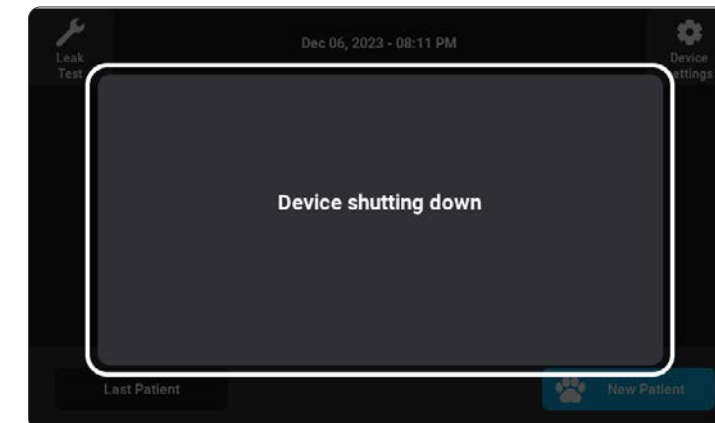 Leak
Test
Dec 06, 2023 - 08:11 PM
Device
ettings
Device shutting down
Last Patient
New Patient